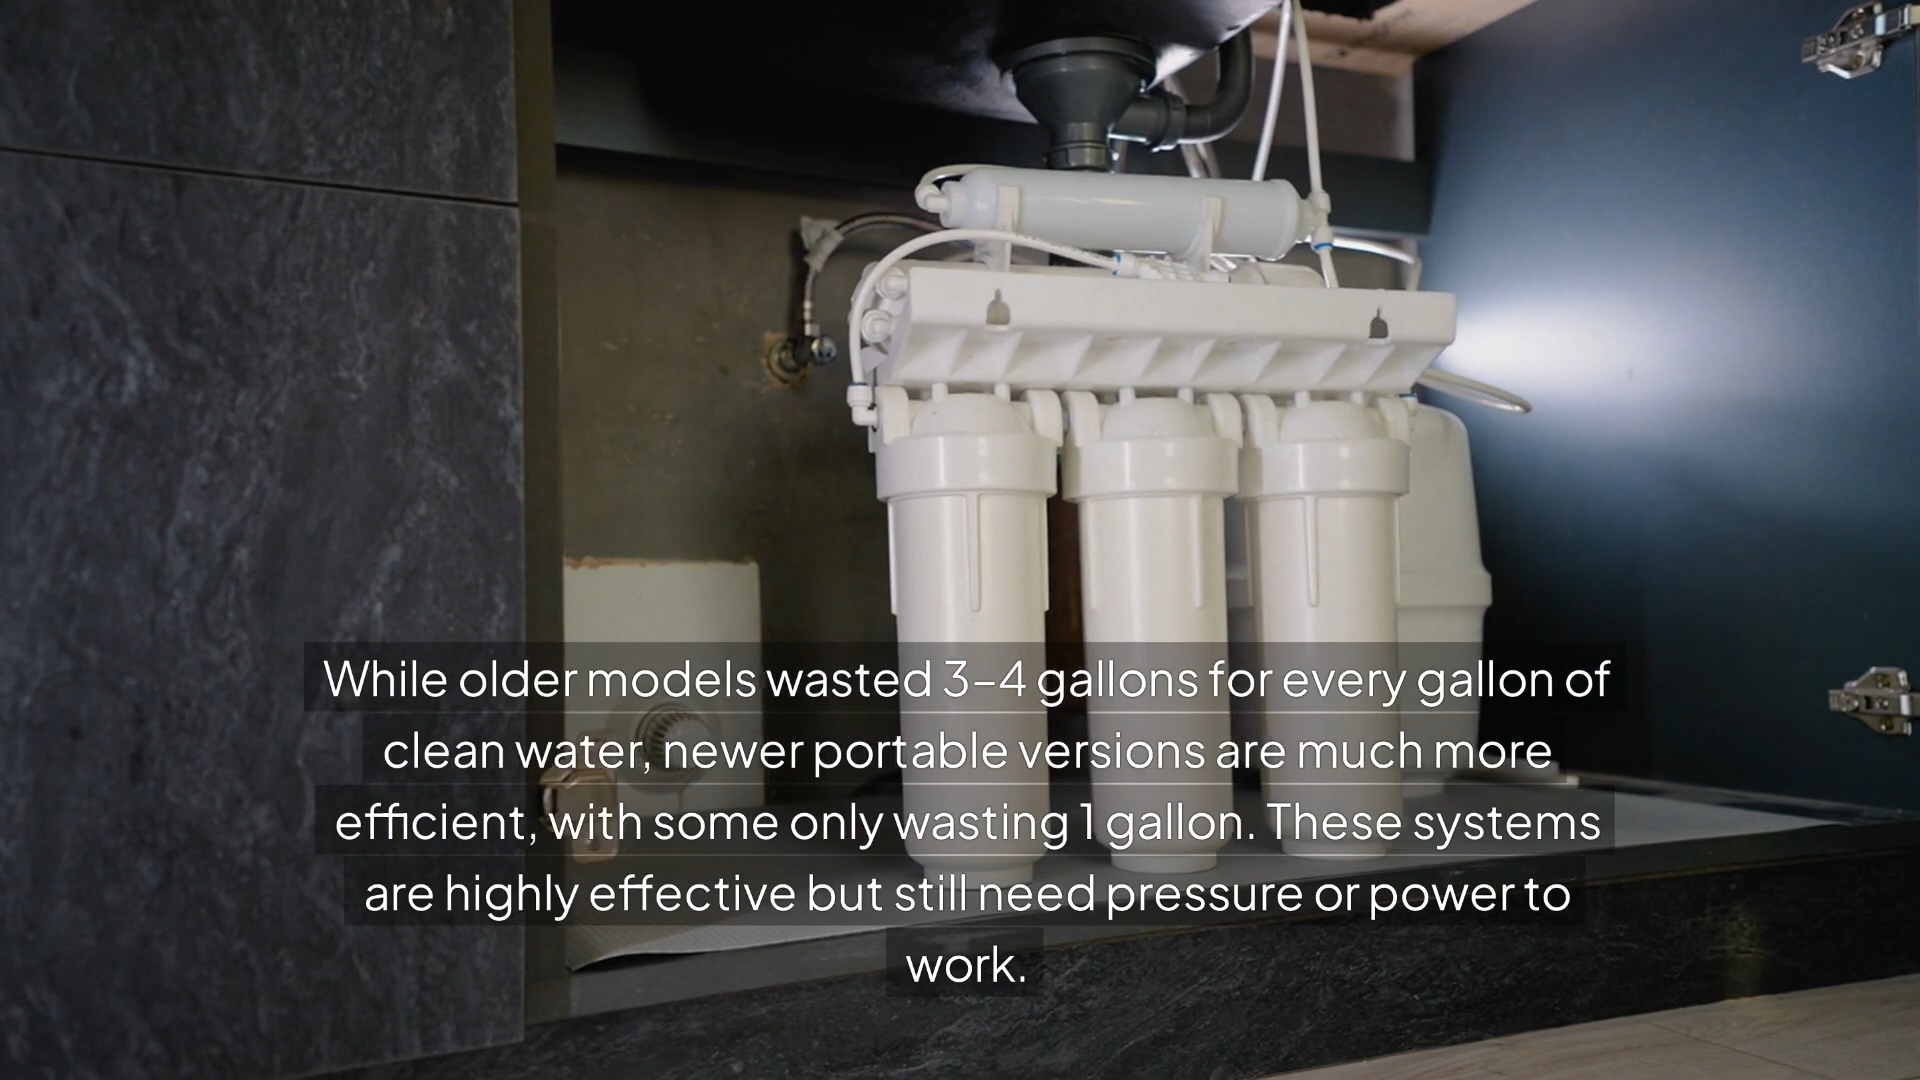 While older models wasted 3–4 gallons for every gallon of
clean water, newer portable versions are much more
efficient, with some only wasting 1 gallon. These systems
are highly effective but still need pressure or power to
work.